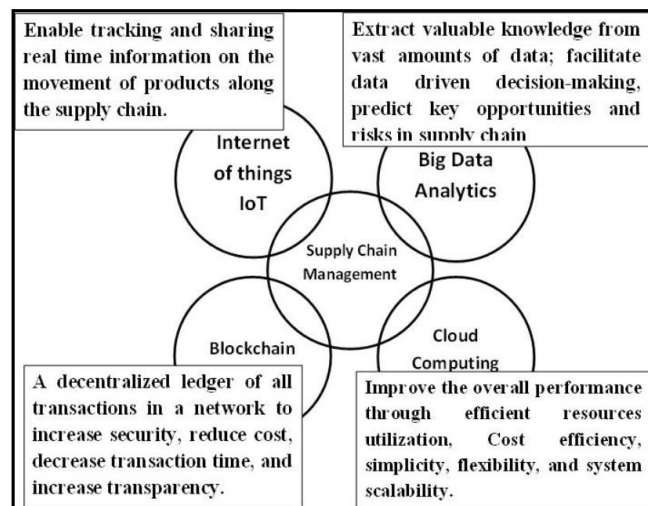 Enable tracking and sharing
real time information on the
movement of products along
the supply chain.
Extract valuable knowledge from
vast amounts of data; facilitate
data driven decision-making,
predict key opportunities and
risks in supply chain
Internet
of things
IoT
Big Data
Analytics
Supply Chain
Management
Blockchain
Cloud
Computing
A decentralized ledger of all
transactions in a network to
increase security, reduce cost,
decrease transaction time, and
increase transparency.
Improve the overall performance
through efficient resources
utilization, Cost efficiency,
simplicity, flexibility, and system
scalability.